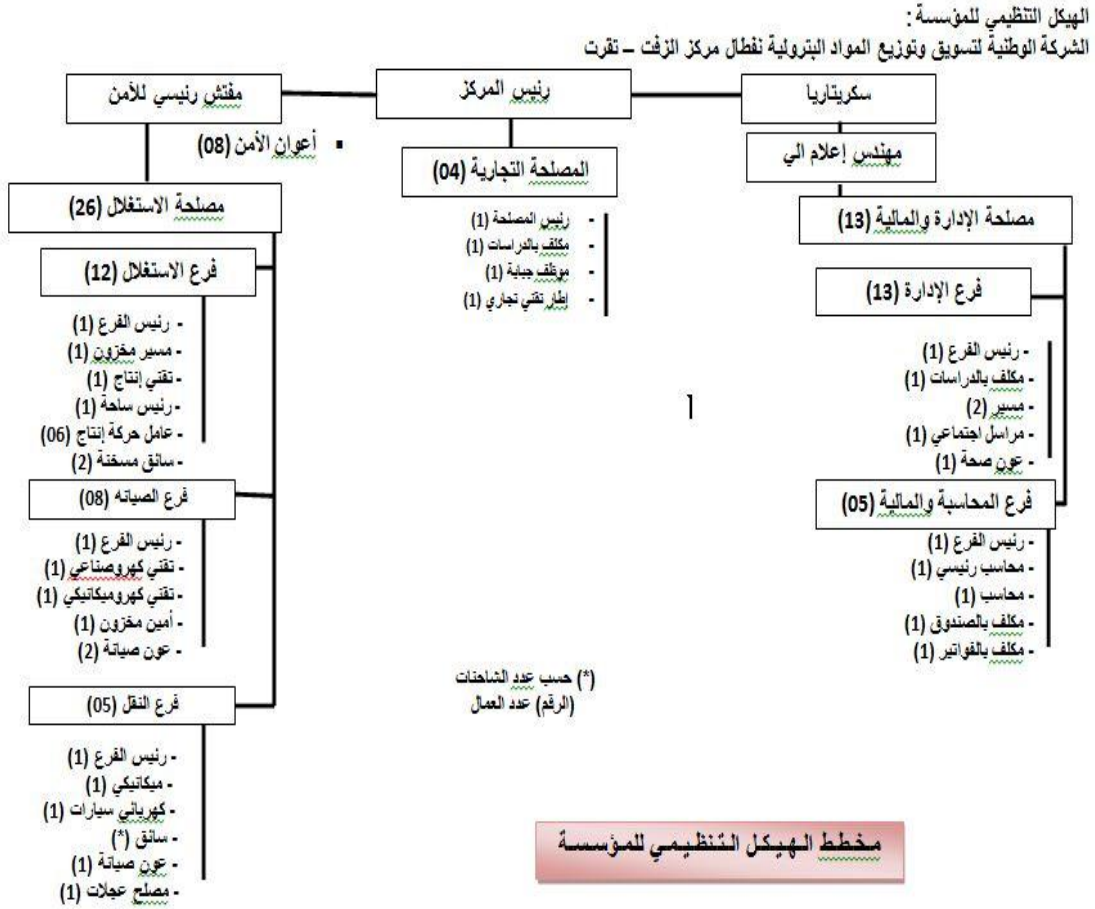 الهيكل التنظيمي للمؤسسة :
الشركة الوطنية لتسويق وتوزيع المواد البترولية نفطال مركز الزفت – تقرت
سكريتاريا
رئيس المركز
مفتش رئيسي للأمن
▪ أعوان الأمن (08)
مهندس إعلام الي
المصلحة التجارية (04)
- رئيس المصلحة (1)
- مكلف بالدراسات (1)
- موظف جباية (1)
- إطار تقني تجاري (1)
مصلحة الإدارة والمالية (13)
فرع الإدارة (13)
- رئيس الفرع (1)
- مكلف بالدراسات (1)
- مسير (2)
- مراسل اجتماعي (1)
- عون صحة (1)
فرع المحاسبة والمالية (05)
- رئيس الفرع (1)
- محاسب رئيسي (1)
- محاسب (1)
- مكلف بالصندوق (1)
- مكلف بالفواتير (1)
مصلحة الاستغلال (26)
فرع الاستغلال (12)
- رئيس الفرع (1)
- مسير مخزون (1)
- تقني إنتاج (1)
- رئيس ساحة (1)
- عامل حركة إنتاج (06)
- سائق مسخنة (2)
فرع الصيانه (08)
- رئيس الفرع (1)
- تقني كهروصناعي (1)
- تقني كهروميكانيكي (1)
- أمين مخزون (1)
- عون صيانة (2)
فرع النقل (05)
- رئيس الفرع (1)
- ميكانيكي (1)
- كهربائي سيارات (1)
- سائق (*)
- عون صيانة (1)
- مصلح عجلات (1)
(*) حسب عدد الشاحنات
(الرقم) عدد العمال
مخطط الهيكل التنظيمي للمؤسسة